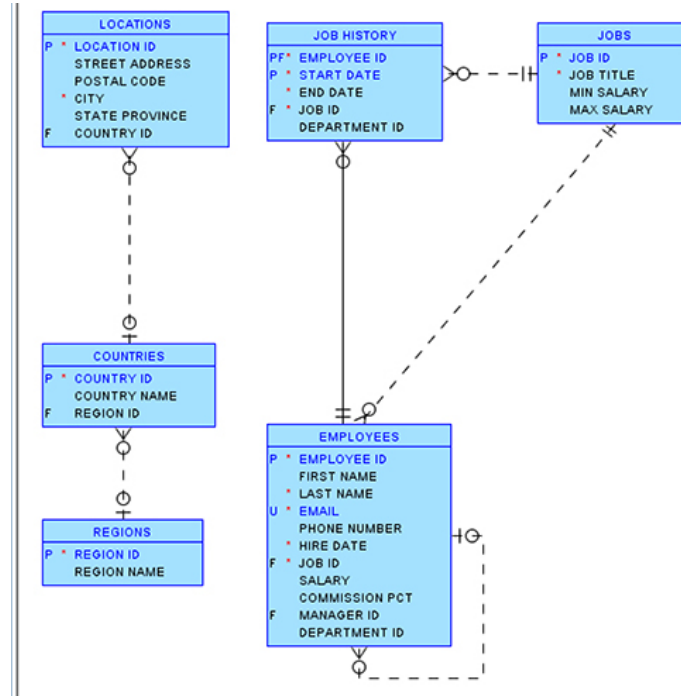 LOCATIONS
P * LOCATION ID
STREET ADDRESS
POSTAL CODE
* CITY
STATE PROVINCE
F COUNTRY ID
JOB HISTORY
PF* EMPLOYEE ID
P * START DATE
* END DATE
F * JOB ID
DEPARTMENT ID
JOBS
P * JOB ID
* JOB TITLE
MIN SALARY
MAX SALARY
COUNTRIES
P * COUNTRY ID
COUNTRY NAME
F REGION ID
REGIONS
P * REGION ID
REGION NAME
EMPLOYEES
P * EMPLOYEE ID
FIRST NAME
* LAST NAME
U * EMAIL
PHONE NUMBER
* HIRE DATE
F * JOB ID
SALARY
COMMISSION PCT
F MANAGER ID
DEPARTMENT ID